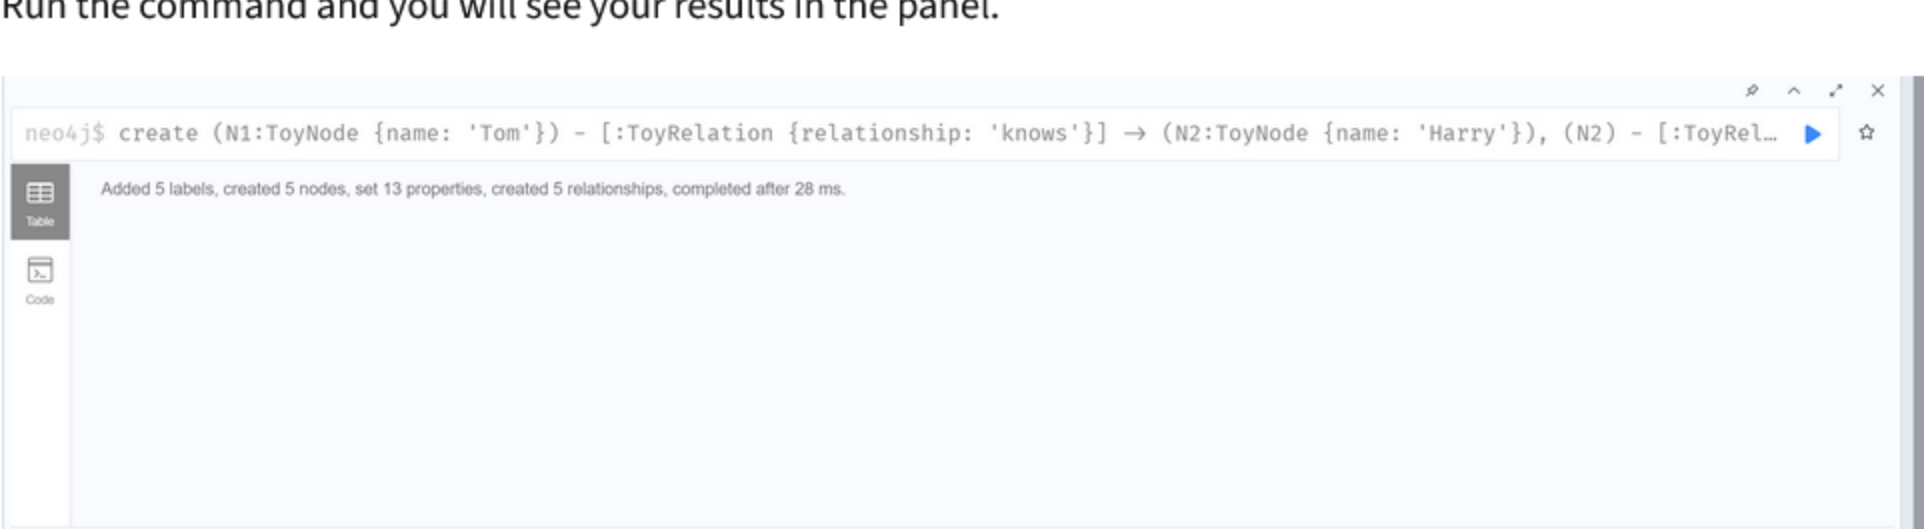 Run the command and you will see your results in the panel.
neo4j$ create (N1:ToyNode {name: 'Tom'}) - [:ToyRelation {relationship: 'knows'}] → (N2:ToyNode {name: 'Harry'}), (N2) - [:ToyRel…
Added 5 labels, created 5 nodes, set 13 properties, created 5 relationships, completed after 28 ms.
Table
Code